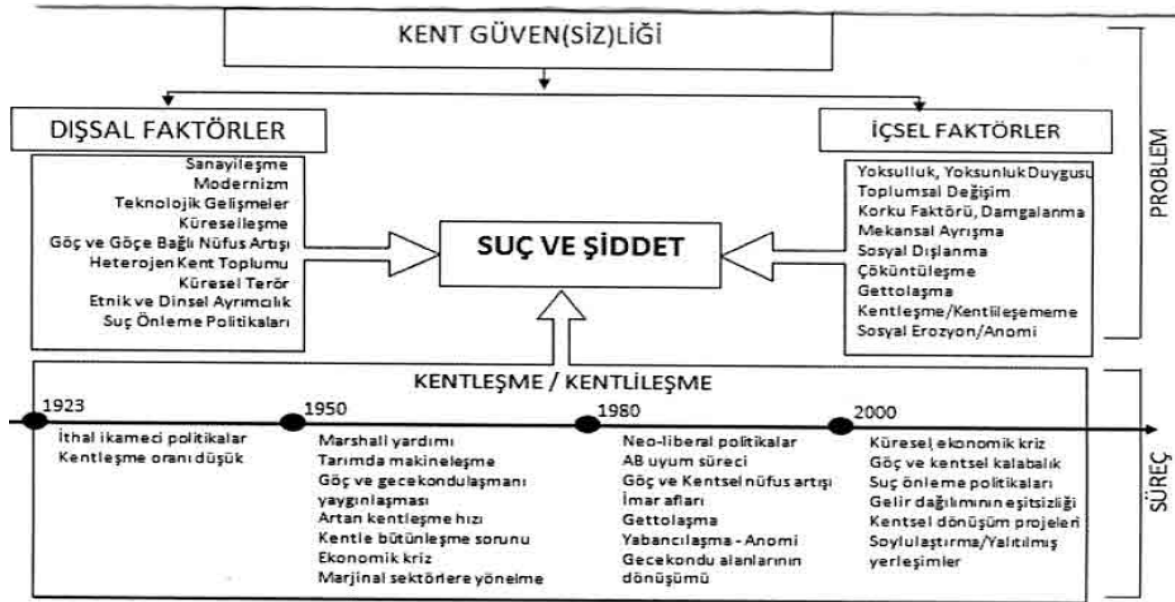 KENT GÜVEN(SİZ)LİĞİ
DIŞSAL FAKTÖRLER
Sanayileşme
Modernizm
Teknolojik Gelişmeler
Küreselleşme
Göç ve Göçe Bağlı Nüfus Artışı
Heterojen Kent Toplumu
Küresel Terör
Etnik ve Dinsel Ayrımcılık
Suç Önleme Politikaları
SUÇ VE ŞİDDET
İÇSEL FAKTÖRLER
Yoksulluk, Yoksunluk Duygusu
Toplumsal Değişim
Korku Faktörü, Damgalanma
Mekansal Ayrışma
Sosyal Dışlanma
Çöküntüleşme
Gettolaşma
Kentleşme/Kentlileşememe
Sosyal Erozyon/Anomi
PROBLEM
KENTLEŞME / KENTLİLEŞME
1923
İthal ikameci politikalar
Kentleşme oranı düşük
1950
Marshall yardımı
Tarımda makineleşme
Göç ve gecekondulaşmanı
yaygınlaşması
Artan kentleşme hızı
Kentle bütünleşme sorunu
Ekonomik kriz
Marjinal sektörlere yönelme
1980
Neo-liberal politikalar
AB uyum süreci
Göç ve Kentsel nüfus artışı
İmar afları
Gettolaşma
Yabancılaşma - Anomi
Gecekondu alanlarının
dönüşümü
2000
Küresel ekonomik kriz
Göç ve kentsel kalabalık
Suç önleme politikaları
Gelir dağılımının eşitsizliği
Kentsel dönüşüm projeleri
Soylulaştırma/Yalıtılmış
yerleşimler
SÜREÇ